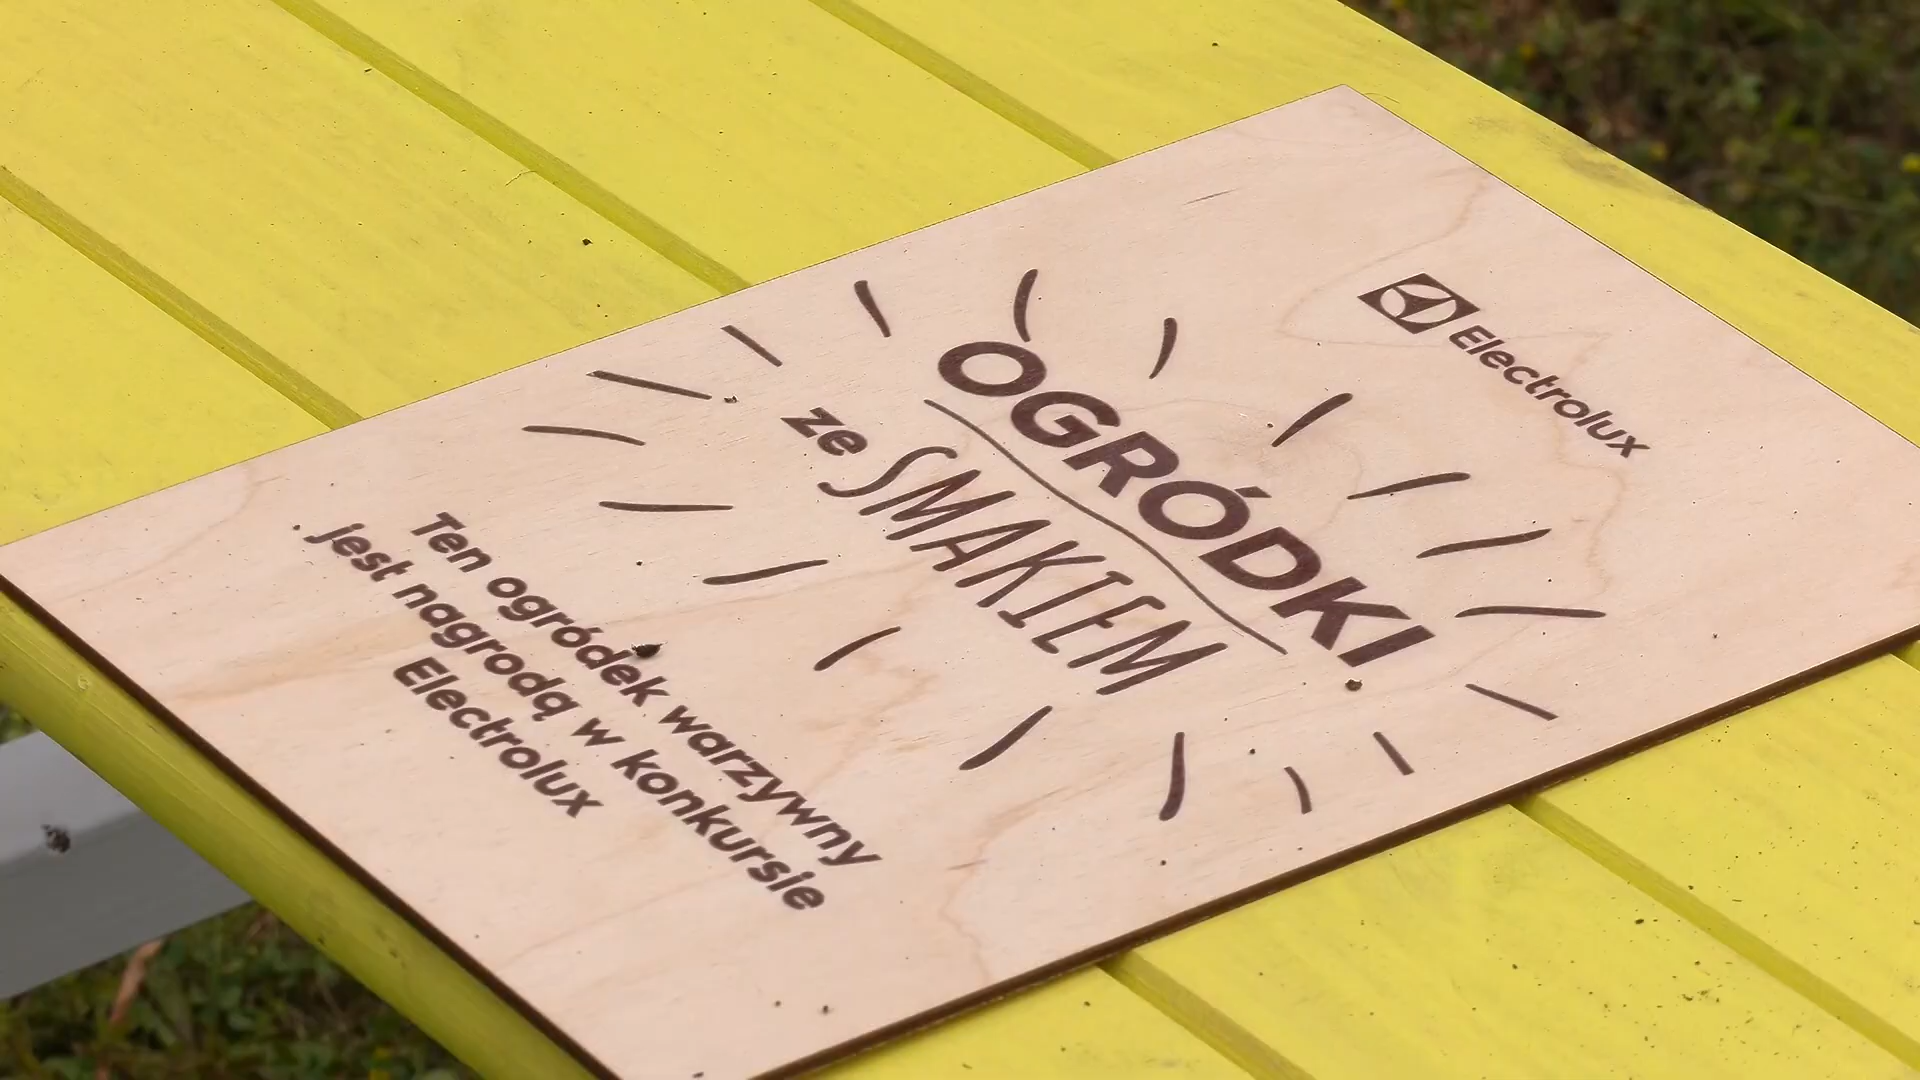 Electrolux
OGRÓDKI
ze SMAKIEM
Ten ogródek warzywny
jest nagrodą w konkursie
Electrolux